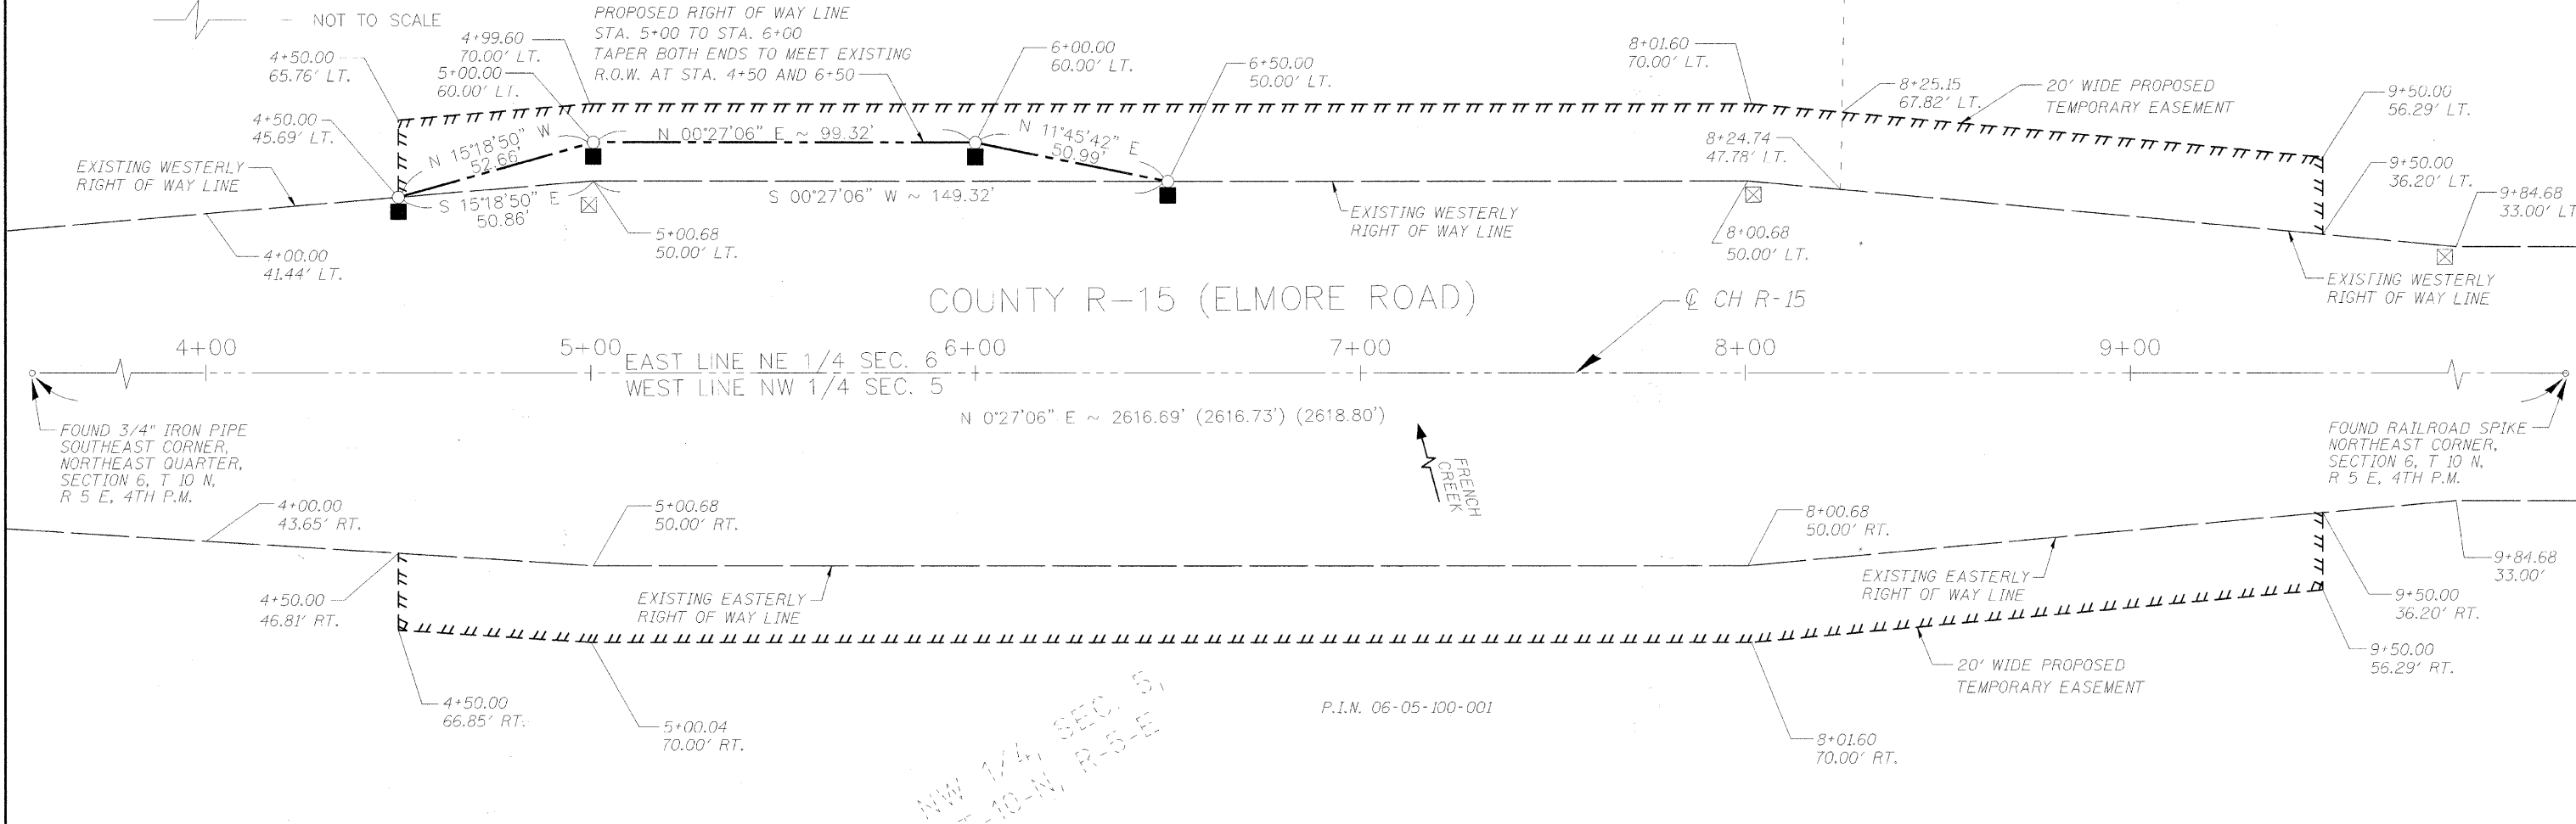 NOT TO SCALE
PROPOSED RIGHT OF WAY LINE
STA. 5+00 TO STA. 6+00
TAPER BOTH ENDS TO MEET EXISTING
R.O.W. AT STA. 4+50 AND 6+50
4+50.00
65.76' LT.
4+99.60
70.00' LT.
5+00.00
60.00' LT.
6+00.00
60.00' LT.
6+50.00
50.00' LT.
8+01.60
70.00' LT.
8+25.15
67.82' LT.
20' WIDE PROPOSED
TEMPORARY EASEMENT
9+50.00
56.29' LT.
4+50.00
45.69' LT.
N 15°18'50" W
52.66'
N 00°27'06" E ~ 99.32'
N 11°45'42" E
50.99'
8+24.74
47.78' LT.
9+50.00
36.20' LT.
9+84.68
33.00' LT
EXISTING WESTERLY
RIGHT OF WAY LINE
S 15°18'50" E
50.86'
S 00°27'06" W ~ 149.32'
EXISTING WESTERLY
RIGHT OF WAY LINE
4+00.00
41.44' LT.
5+00.68
50.00' LT.
8+00.68
50.00' LT.
EXISTING WESTERLY
RIGHT OF WAY LINE
COUNTY R-15 (ELMORE ROAD)
℄ CH R-15
4+00
5+00
6+00
7+00
8+00
9+00
EAST LINE NE 1/4 SEC. 6
WEST LINE NW 1/4 SEC. 5
N 0°27'06" E ~ 2616.69' (2616.73') (2618.80')
FOUND 3/4" IRON PIPE
SOUTHEAST CORNER,
NORTHEAST QUARTER,
SECTION 6, T 10 N,
R 5 E, 4TH P.M.
FRENCH
CREEK
FOUND RAILROAD SPIKE
NORTHEAST CORNER,
SECTION 6, T 10 N,
R 5 E, 4TH P.M.
4+00.00
43.65' RT.
5+00.68
50.00' RT.
8+00.68
50.00' RT.
9+84.68
33.00'
4+50.00
46.81' RT.
EXISTING EASTERLY
RIGHT OF WAY LINE
EXISTING EASTERLY
RIGHT OF WAY LINE
9+50.00
36.20' RT.
4+50.00
66.85' RT.
5+00.04
70.00' RT.
20' WIDE PROPOSED
TEMPORARY EASEMENT
9+50.00
56.29' RT.
P.I.N. 06-05-100-001
8+01.60
70.00' RT.
NW 1/4, SEC. 5,
-10-N, R-5-E